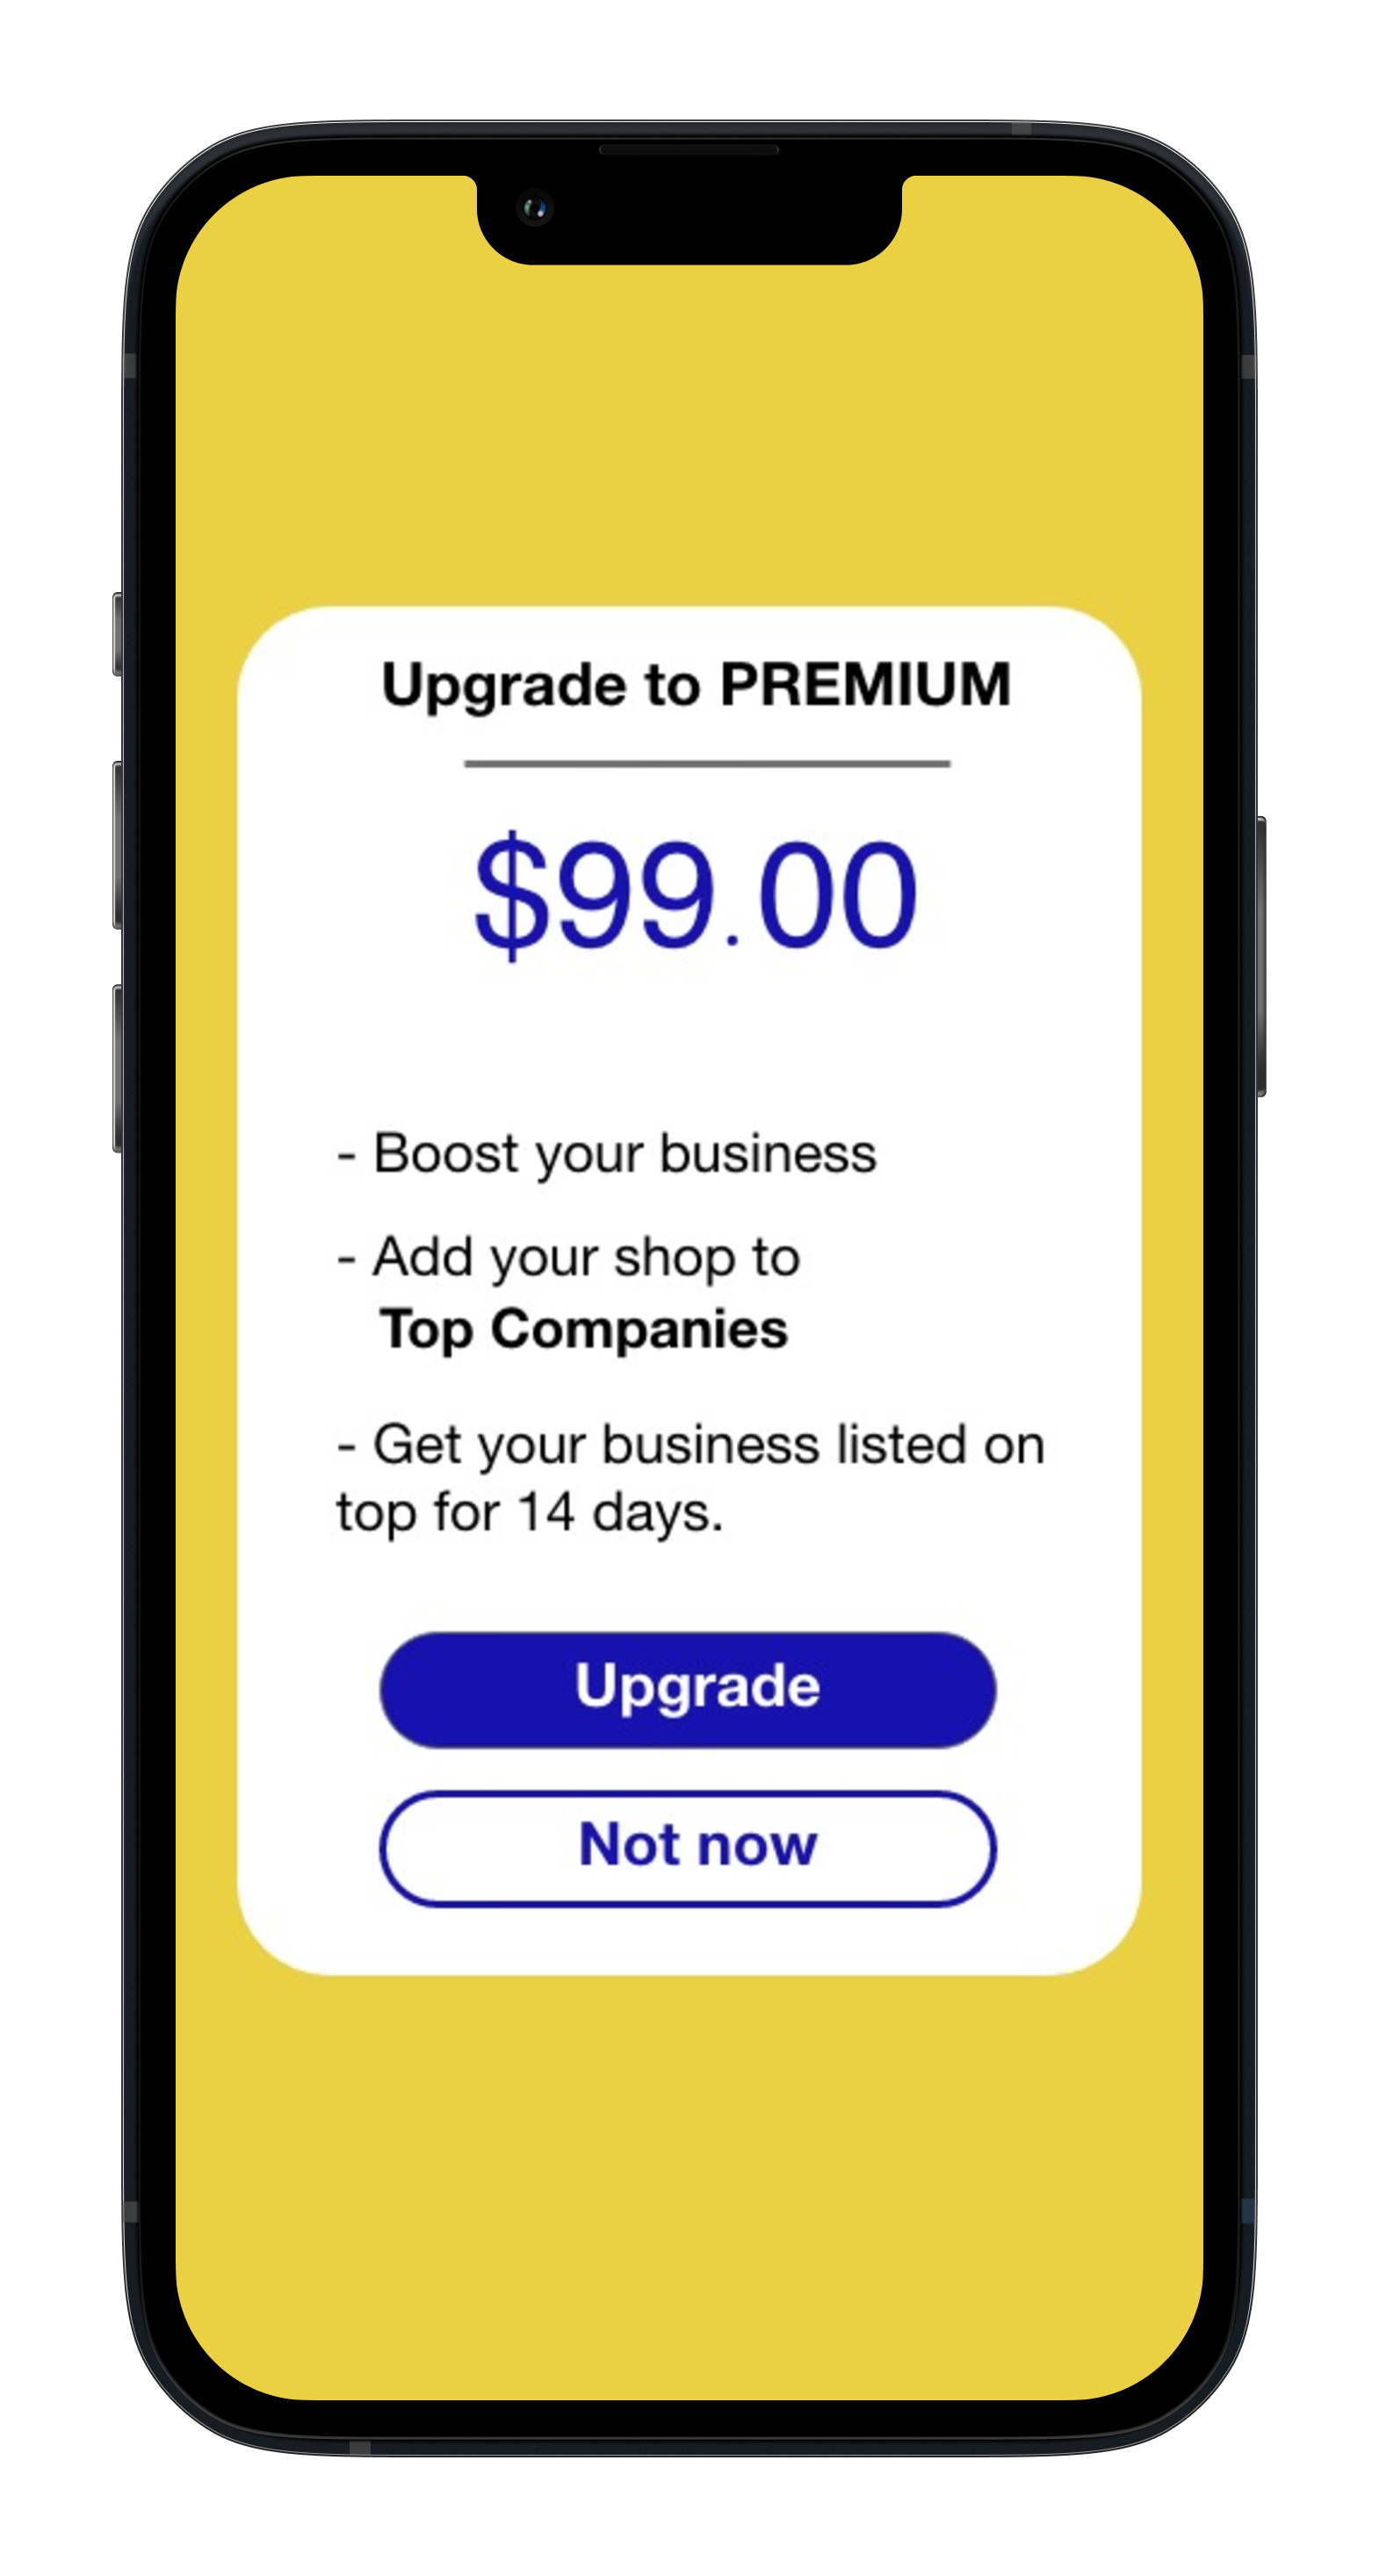 Upgrade to PREMIUM
$99.00
- Boost your business
- Add your shop to
Top Companies
- Get your business listed on
top for 14 days.
Upgrade
Not now